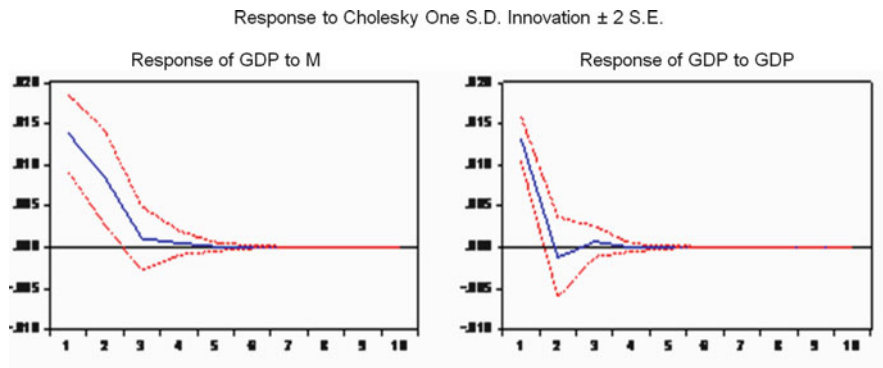 Response to Cholesky One S.D. Innovation ± 2 S.E.
Response of GDP to M
.020
.015
.010
.005
.000
-.005
-.010
1 2 3 4 5 6 7 8 9 10
Response of GDP to GDP
.020
.015
.010
.005
.000
-.005
-.010
1 2 3 4 5 6 7 8 9 10